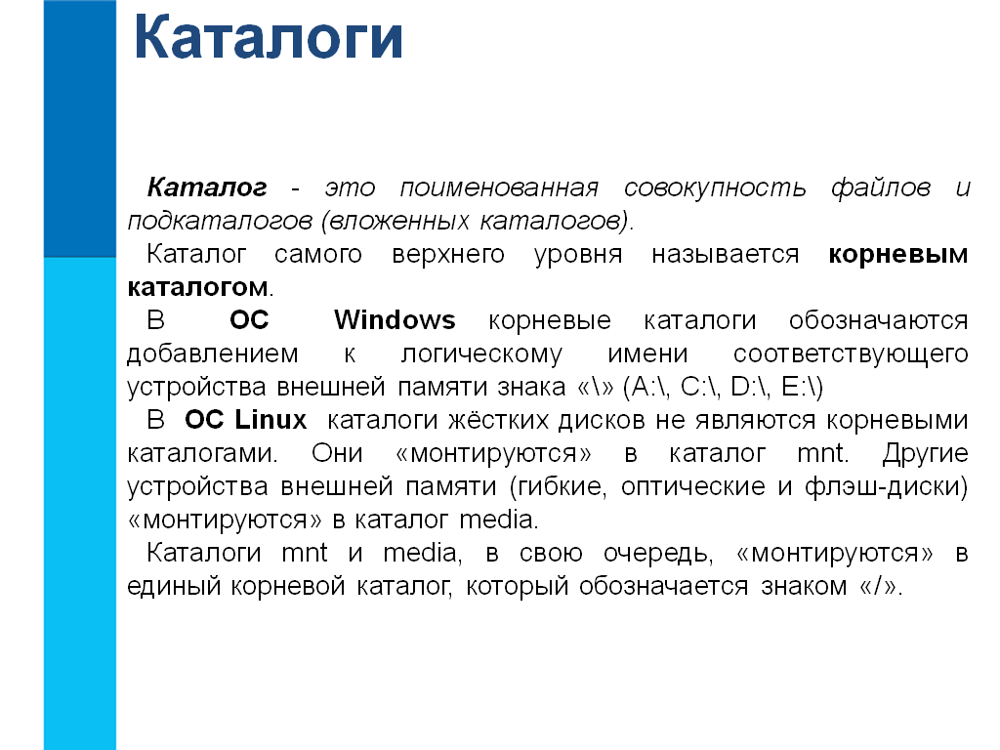 Каталоги
Каталог - это поименованная совокупность файлов и
подкаталогов (вложенных каталогов).
Каталог самого верхнего уровня называется корневым
каталогом.
В ОС Windows корневые каталоги обозначаются
добавлением к логическому имени соответствующего
устройства внешней памяти знака «\» (A:\, C:\, D:\, E:\)
В ОС Linux каталоги жёстких дисков не являются корневыми
каталогами. Они «монтируются» в каталог mnt. Другие
устройства внешней памяти (гибкие, оптические и флэш-диски)
«монтируются» в каталог media.
Каталоги mnt и media, в свою очередь, «монтируются» в
единый корневой каталог, который обозначается знаком «/».